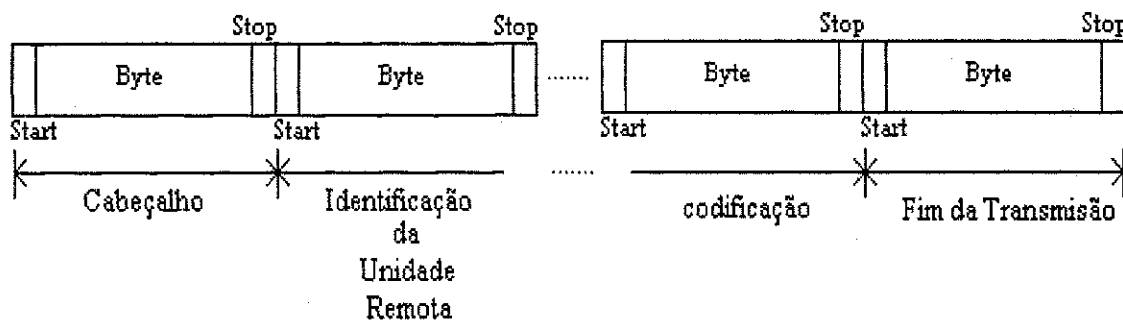 Stop Stop Stop
Byte Byte ...... Byte Byte
Start Start Start Start
......
Cabeçalho Identificação codificação Fim da Transmisão
da
Unidade
Remota